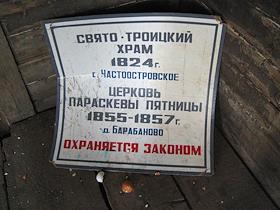 СВЯТО-ТРОИЦКИЙ
ХРАМ
1824г.
с. ЧАСТООСТРОВСКОЕ
ЦЕРКОВЬ
ПАРАСКЕВЫ ПЯТНИЦЫ
1855-1857г.
д. БАРАБАНОВО
ОХРАНЯЕТСЯ ЗАКОНОМ